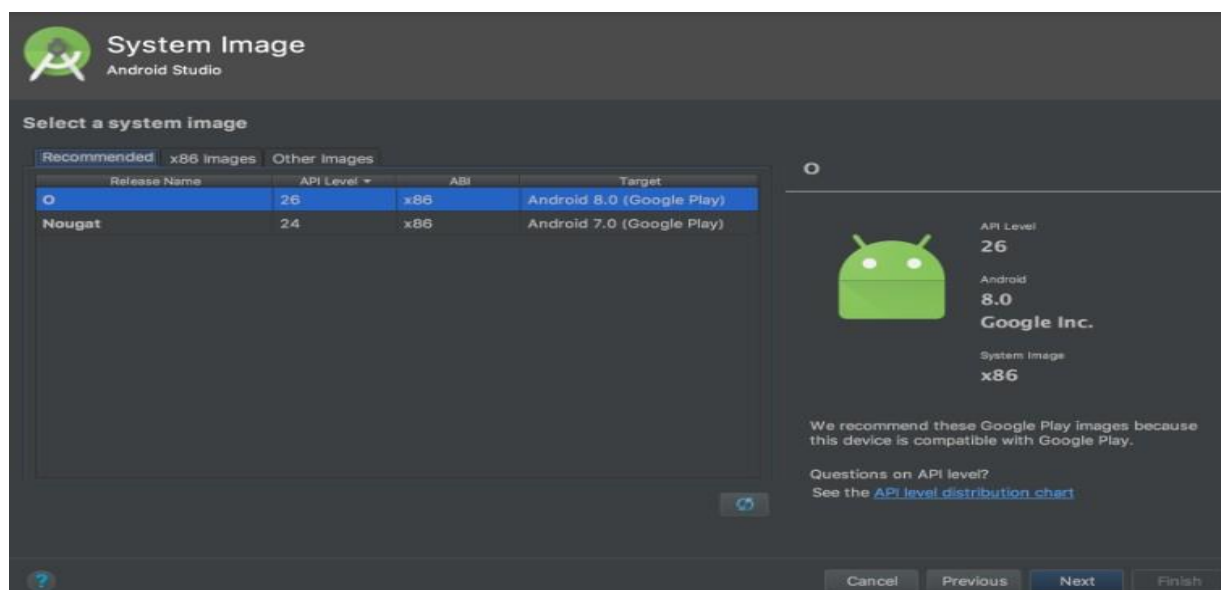 System Image
Android Studio
Select a system image
Recommended x86 Images Other Images
Release Name API Level ABI Target
O 26 x86 Android 8.0 (Google Play)
Nougat 24 x86 Android 7.0 (Google Play)
O
API Level
26
Android
8.0
Google Inc.
System Image
x86
We recommend these Google Play images because
this device is compatible with Google Play.
Questions on API level?
See the API level distribution chart
? Cancel Previous Next Finish